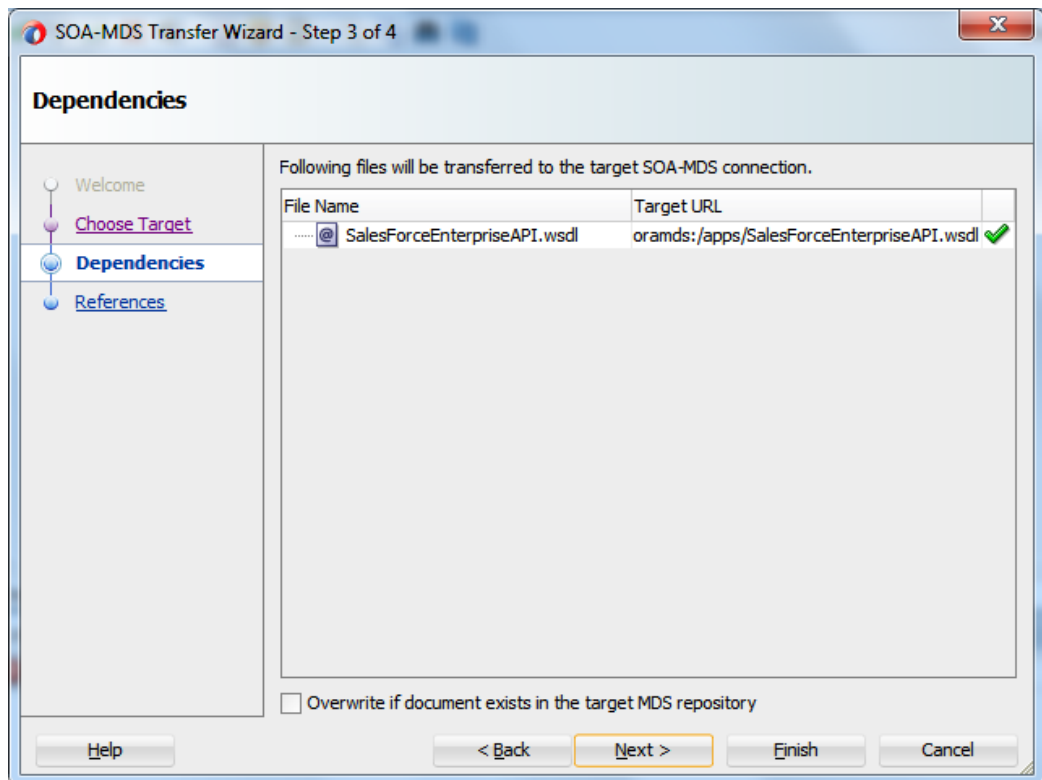 SOA-MDS Transfer Wizard - Step 3 of 4
Dependencies
Welcome
Choose Target
Dependencies
References
Following files will be transferred to the target SOA-MDS connection.
File Name Target URL
@ SalesForceEnterpriseAPI.wsdl oramds:/apps/SalesForceEnterpriseAPI.wsdl
Overwrite if document exists in the target MDS repository
Help < Back Next > Finish Cancel